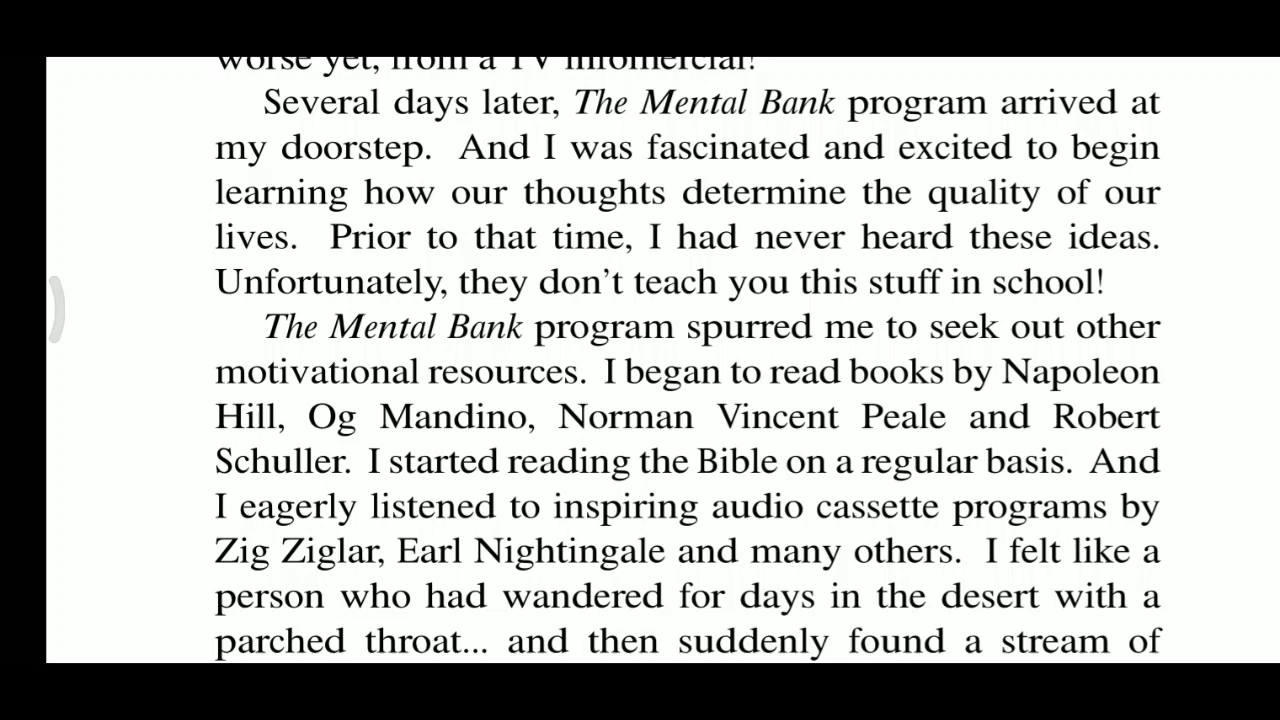 worse yet, from a TV infomercial!
Several days later, The Mental Bank program arrived at
my doorstep. And I was fascinated and excited to begin
learning how our thoughts determine the quality of our
lives. Prior to that time, I had never heard these ideas.
Unfortunately, they don't teach you this stuff in school!
The Mental Bank program spurred me to seek out other
motivational resources. I began to read books by Napoleon
Hill, Og Mandino, Norman Vincent Peale and Robert
Schuller. I started reading the Bible on a regular basis. And
I eagerly listened to inspiring audio cassette programs by
Zig Ziglar, Earl Nightingale and many others. I felt like a
person who had wandered for days in the desert with a
parched throat... and then suddenly found a stream of